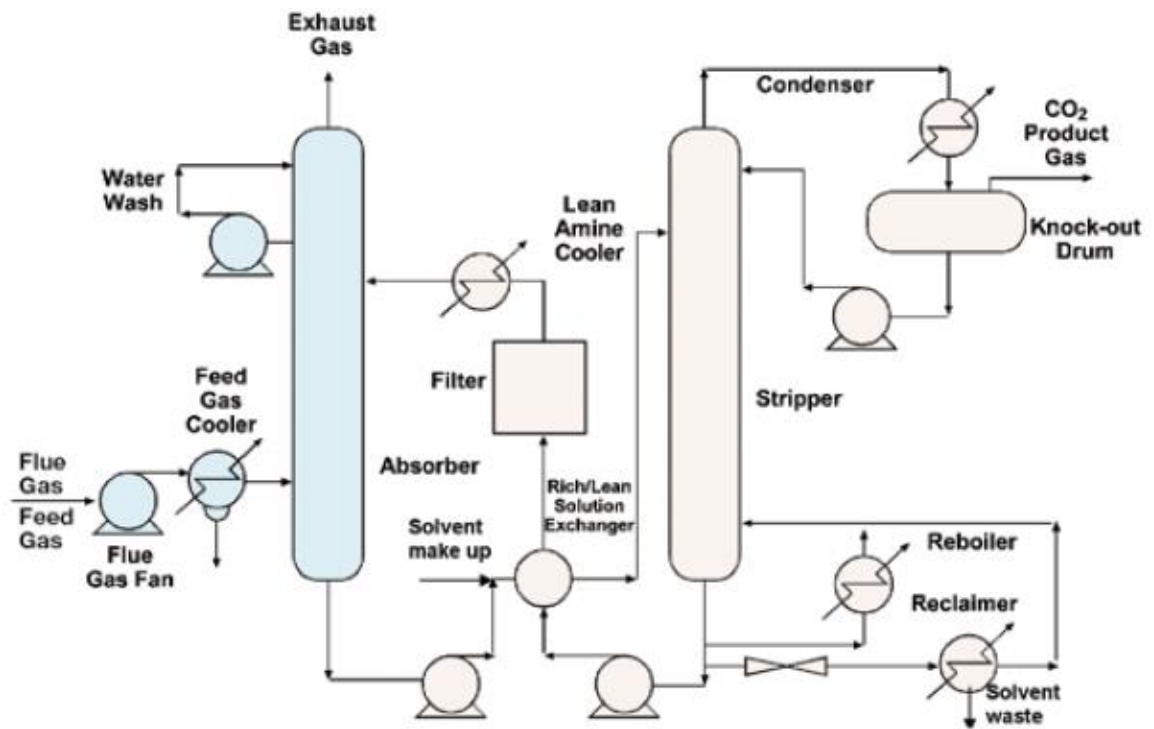 Exhaust
Gas
Condenser
CO₂
Product
Gas
Water
Wash
Lean
Amine
Cooler
Knock-out
Drum
Filter
Stripper
Feed
Gas
Cooler
Absorber
Flue
Gas
Feed
Gas
Flue
Gas Fan
Rich/Lean
Solution
Exchanger
Solvent
make up
Reboiler
Reclaimer
Solvent
waste